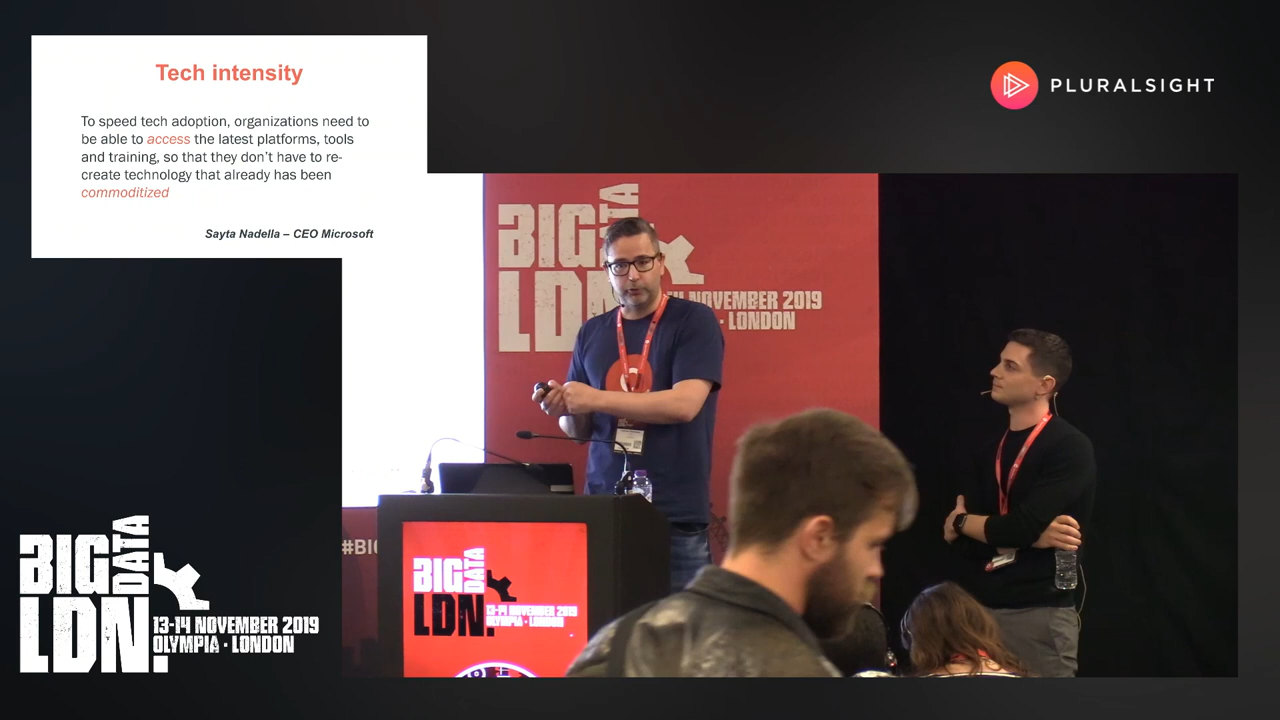 Tech intensity
To speed tech adoption, organizations need to
be able to access the latest platforms, tools
and training, so that they don't have to re-
create technology that already has been
commoditized
Sayta Nadella – CEO Microsoft
PLURALSIGHT
BIG
DATA
LDN
14 NOVEMBER 2019
· LONDON
#BIG
BIG
DATA
LDN.
13-14 NOVEMBER 2019
OLYMPIA · LONDON
BIG
DATA
LDN.
13-14 NOVEMBER 2019
OLYMPIA · LONDON